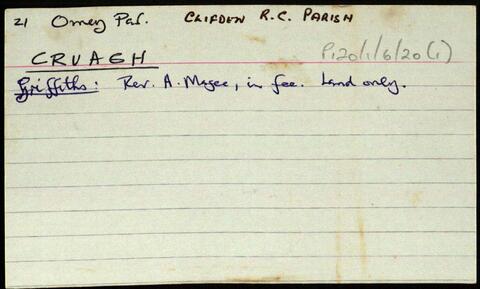 21 Omey Par. CLIFDEN R.C. PARISH
CRUAGH P120/1/6/20(1)
Griffiths: Rev. A. Magee, in fee. Land only.